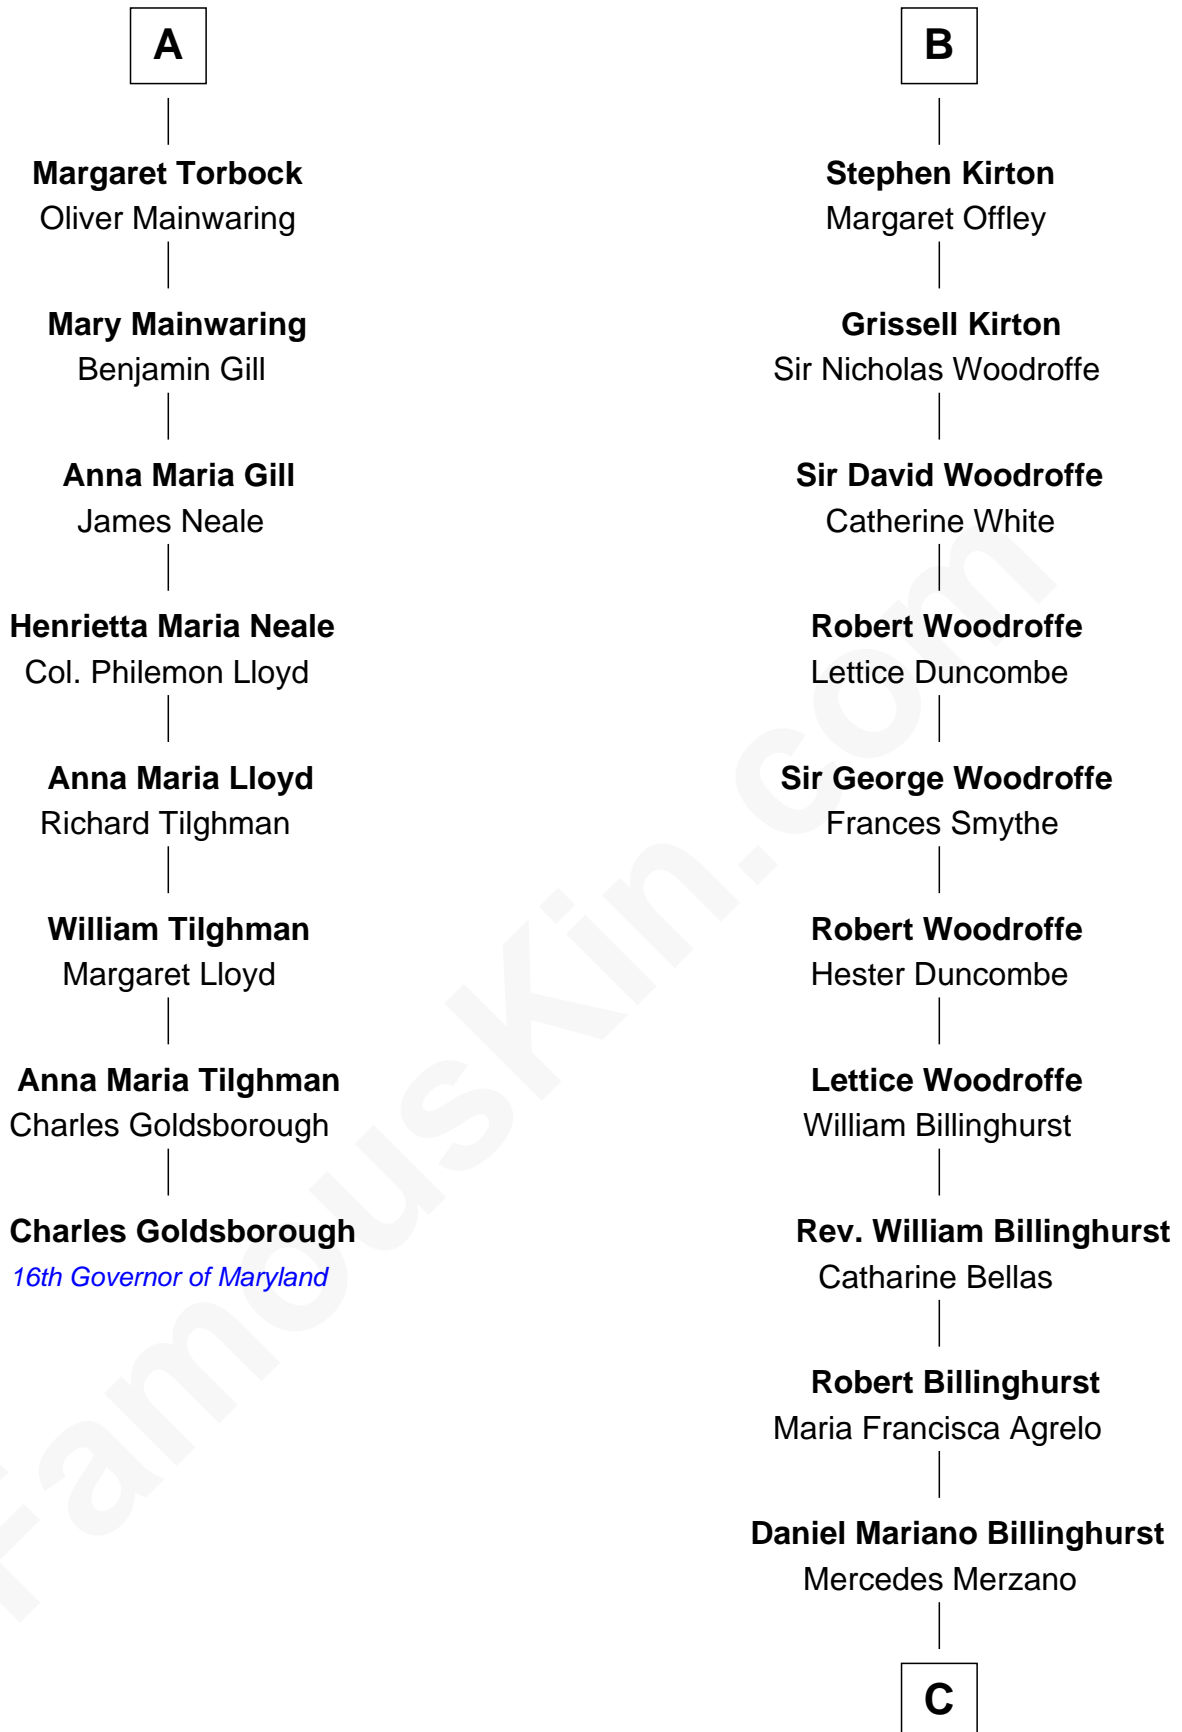 A
Margaret Torbock
Oliver Mainwaring
Mary Mainwaring
Benjamin Gill
Anna Maria Gill
James Neale
Henrietta Maria Neale
Col. Philemon Lloyd
Anna Maria Lloyd
Richard Tilghman
William Tilghman
Margaret Lloyd
Anna Maria Tilghman
Charles Goldsborough
Charles Goldsborough
16th Governor of Maryland
B
Stephen Kirton
Margaret Offley
Grissell Kirton
Sir Nicholas Woodroffe
Sir David Woodroffe
Catherine White
Robert Woodroffe
Lettice Duncombe
Sir George Woodroffe
Frances Smythe
Robert Woodroffe
Hester Duncombe
Lettice Woodroffe
William Billinghurst
Rev. William Billinghurst
Catharine Bellas
Robert Billinghurst
Maria Francisca Agrelo
Daniel Mariano Billinghurst
Mercedes Merzano
C
FamousKin.com